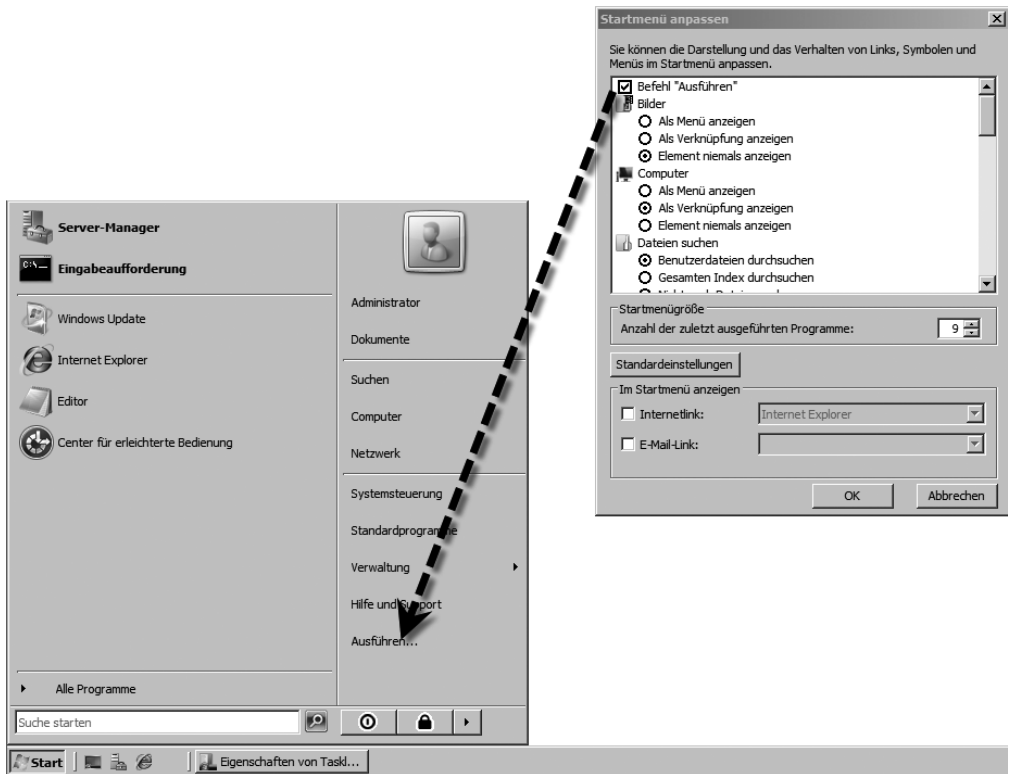 Startmenü anpassen
Sie können die Darstellung und das Verhalten von Links, Symbolen und
Menüs im Startmenü anpassen.
Befehl "Ausführen"
Bilder
Als Menü anzeigen
Als Verknüpfung anzeigen
Element niemals anzeigen
Computer
Als Menü anzeigen
Als Verknüpfung anzeigen
Element niemals anzeigen
Dateien suchen
Benutzerdateien durchsuchen
Gesamten Index durchsuchen
Startmenügröße
Anzahl der zuletzt ausgeführten Programme:
9
Standardeinstellungen
Im Startmenü anzeigen
Internetlink:
Internet Explorer
E-Mail-Link:
OK
Abbrechen
Server-Manager
C:\
Eingabeaufforderung
Windows Update
Internet Explorer
Editor
Center für erleichterte Bedienung
Alle Programme
Suche starten
Administrator
Dokumente
Suchen
Computer
Netzwerk
Systemsteuerung
Standardprogramme
Verwaltung
Hilfe und Support
Ausführen...
Start
Eigenschaften von Taskl...